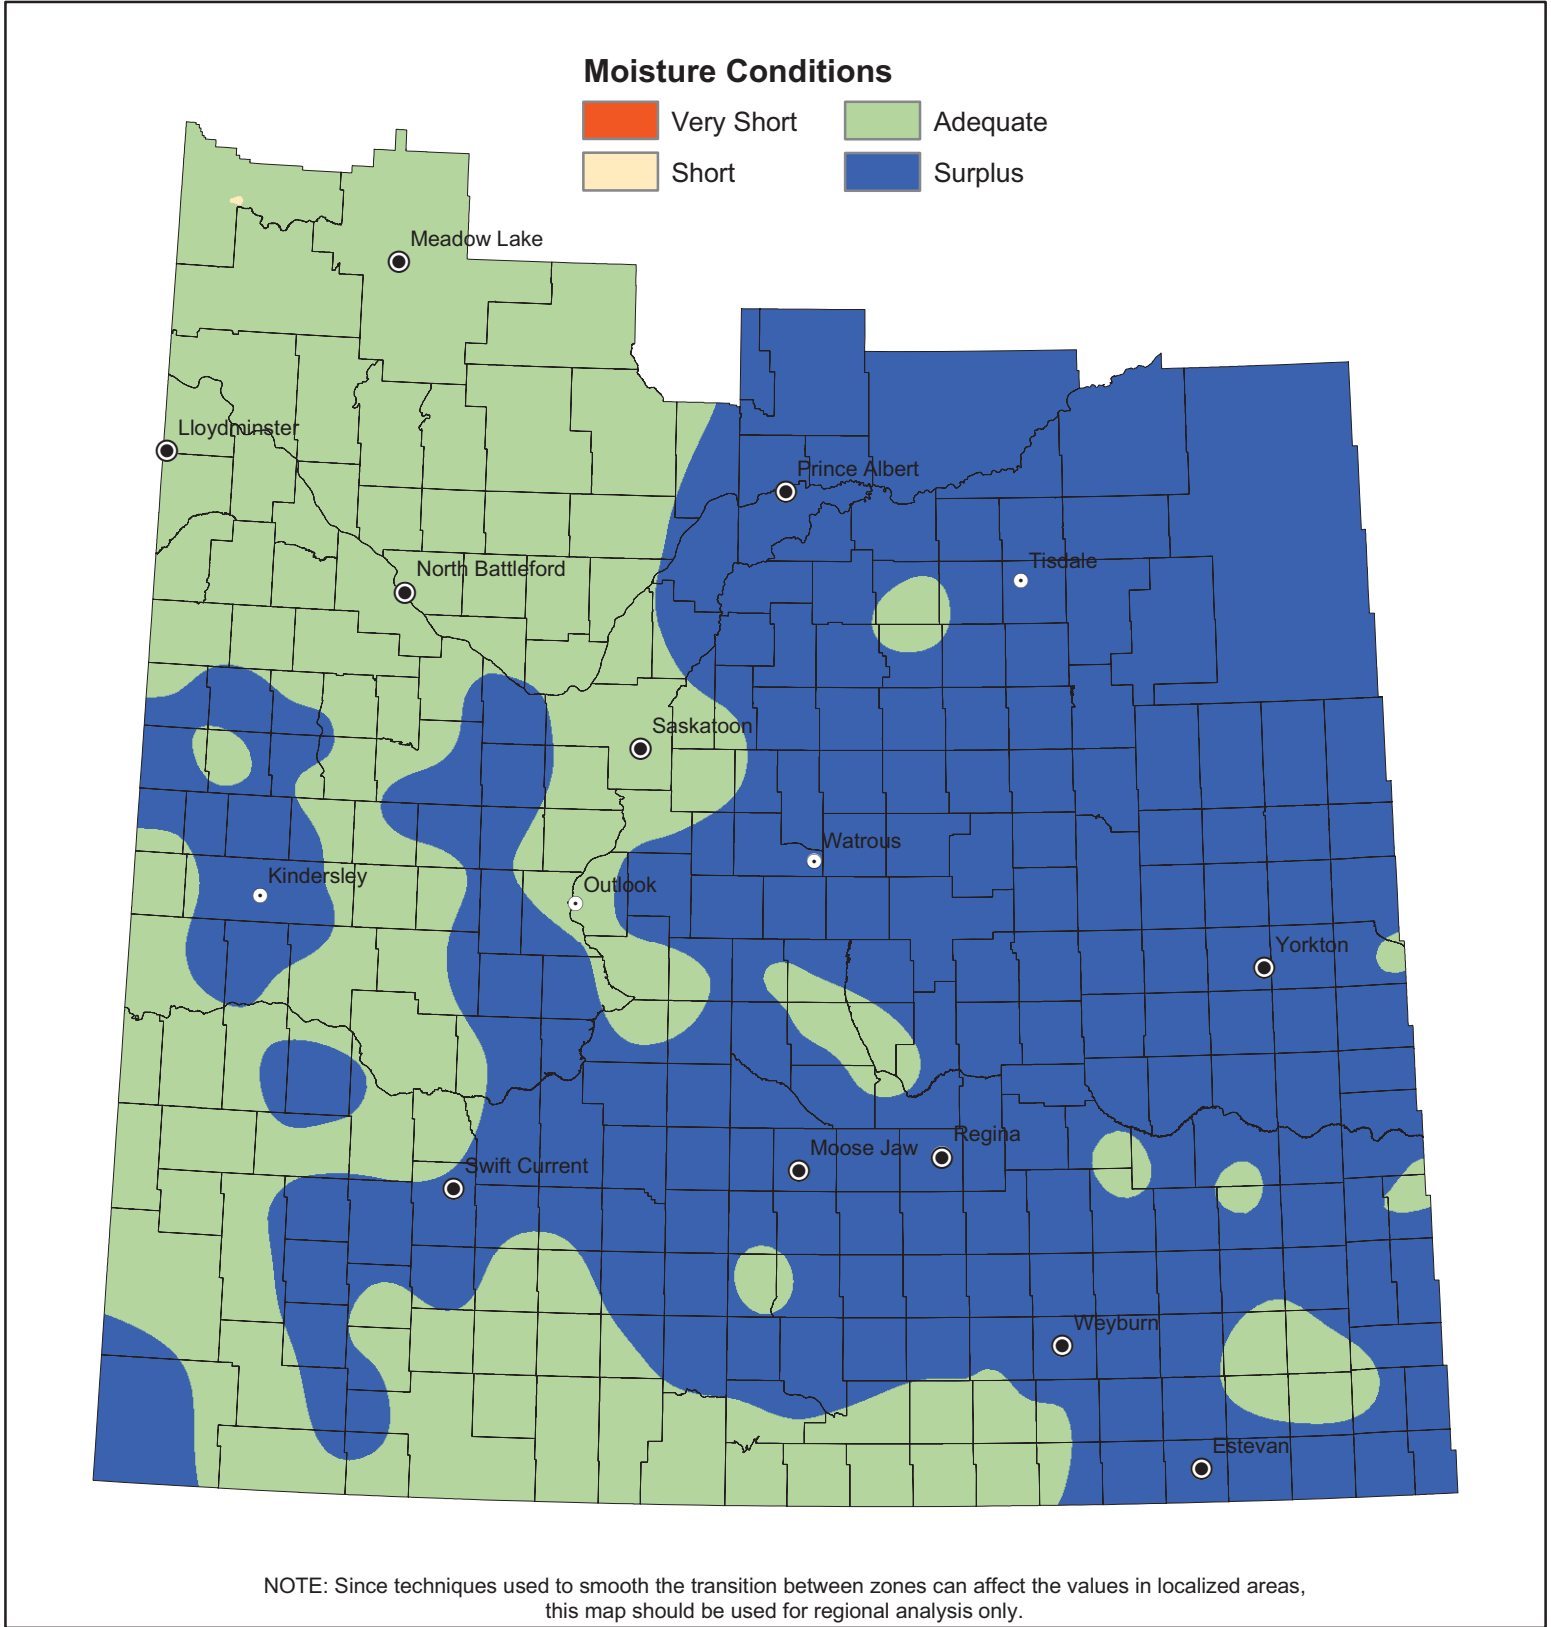 Moisture Conditions
Very Short
Adequate
Short
Surplus
Meadow Lake
Lloydminster
Prince Albert
Tisdale
North Battleford
Saskatoon
Watrous
Kindersley
Outlook
Yorkton
Regina
Moose Jaw
Swift Current
Weyburn
Estevan
NOTE: Since techniques used to smooth the transition between zones can affect the values in localized areas,
this map should be used for regional analysis only.